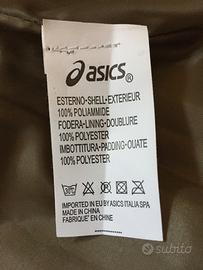 asics
ESTERNO-SHELL-EXTERIEUR
100% POLIAMMIDE
FODERA-LINING-DOUBLURE
100% POLYESTER
IMBOTTITURA-PADDING-OUATE
100% POLYESTER
IMPORTED IN EU BY ASICS ITALIA SPA
MADE IN CHINA
FABRIQUE' EN CHINE
subito